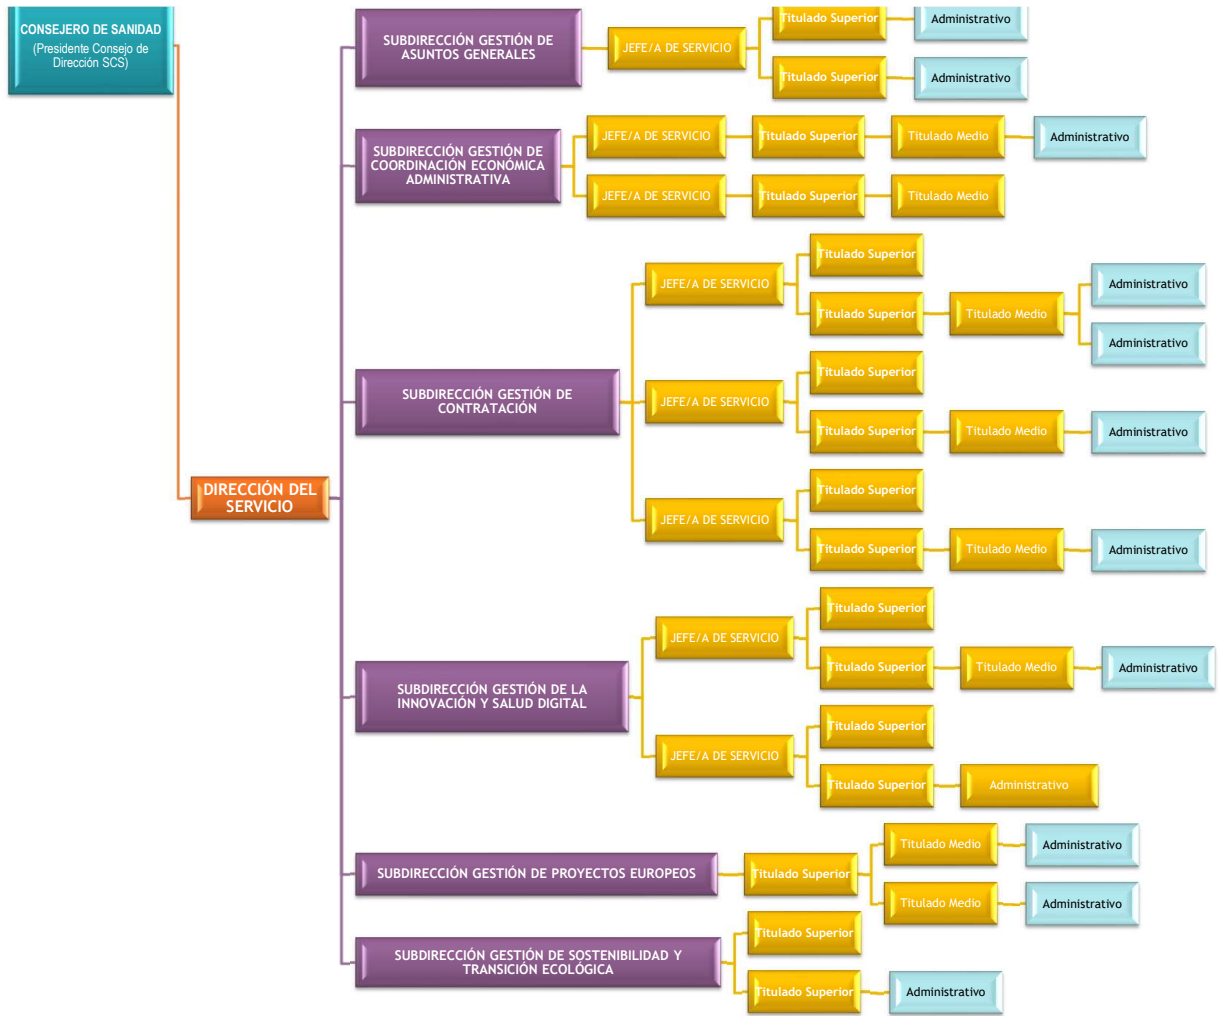 CONSEJERO DE SANIDAD
(Presidente Consejo de
Dirección SCS)
DIRECCIÓN DEL
SERVICIO
SUBDIRECCIÓN GESTIÓN DE
ASUNTOS GENERALES
JEFE/A DE SERVICIO
Titulado Superior
Administrativo
Titulado Superior
Administrativo
SUBDIRECCIÓN GESTIÓN DE
COORDINACIÓN ECONÓMICA
ADMINISTRATIVA
JEFE/A DE SERVICIO
Titulado Superior
Titulado Medio
Administrativo
JEFE/A DE SERVICIO
Titulado Superior
Titulado Medio
SUBDIRECCIÓN GESTIÓN DE
CONTRATACIÓN
JEFE/A DE SERVICIO
Titulado Superior
Titulado Superior
Titulado Medio
Administrativo
Administrativo
JEFE/A DE SERVICIO
Titulado Superior
Titulado Superior
Titulado Medio
Administrativo
JEFE/A DE SERVICIO
Titulado Superior
Titulado Superior
Titulado Medio
Administrativo
SUBDIRECCIÓN GESTIÓN DE LA
INNOVACIÓN Y SALUD DIGITAL
JEFE/A DE SERVICIO
Titulado Superior
Titulado Superior
Titulado Medio
Administrativo
JEFE/A DE SERVICIO
Titulado Superior
Titulado Superior
Administrativo
SUBDIRECCIÓN GESTIÓN DE PROYECTOS EUROPEOS
Titulado Superior
Titulado Medio
Administrativo
Titulado Medio
Administrativo
SUBDIRECCIÓN GESTIÓN DE SOSTENIBILIDAD Y
TRANSICIÓN ECOLÓGICA
Titulado Superior
Titulado Superior
Administrativo